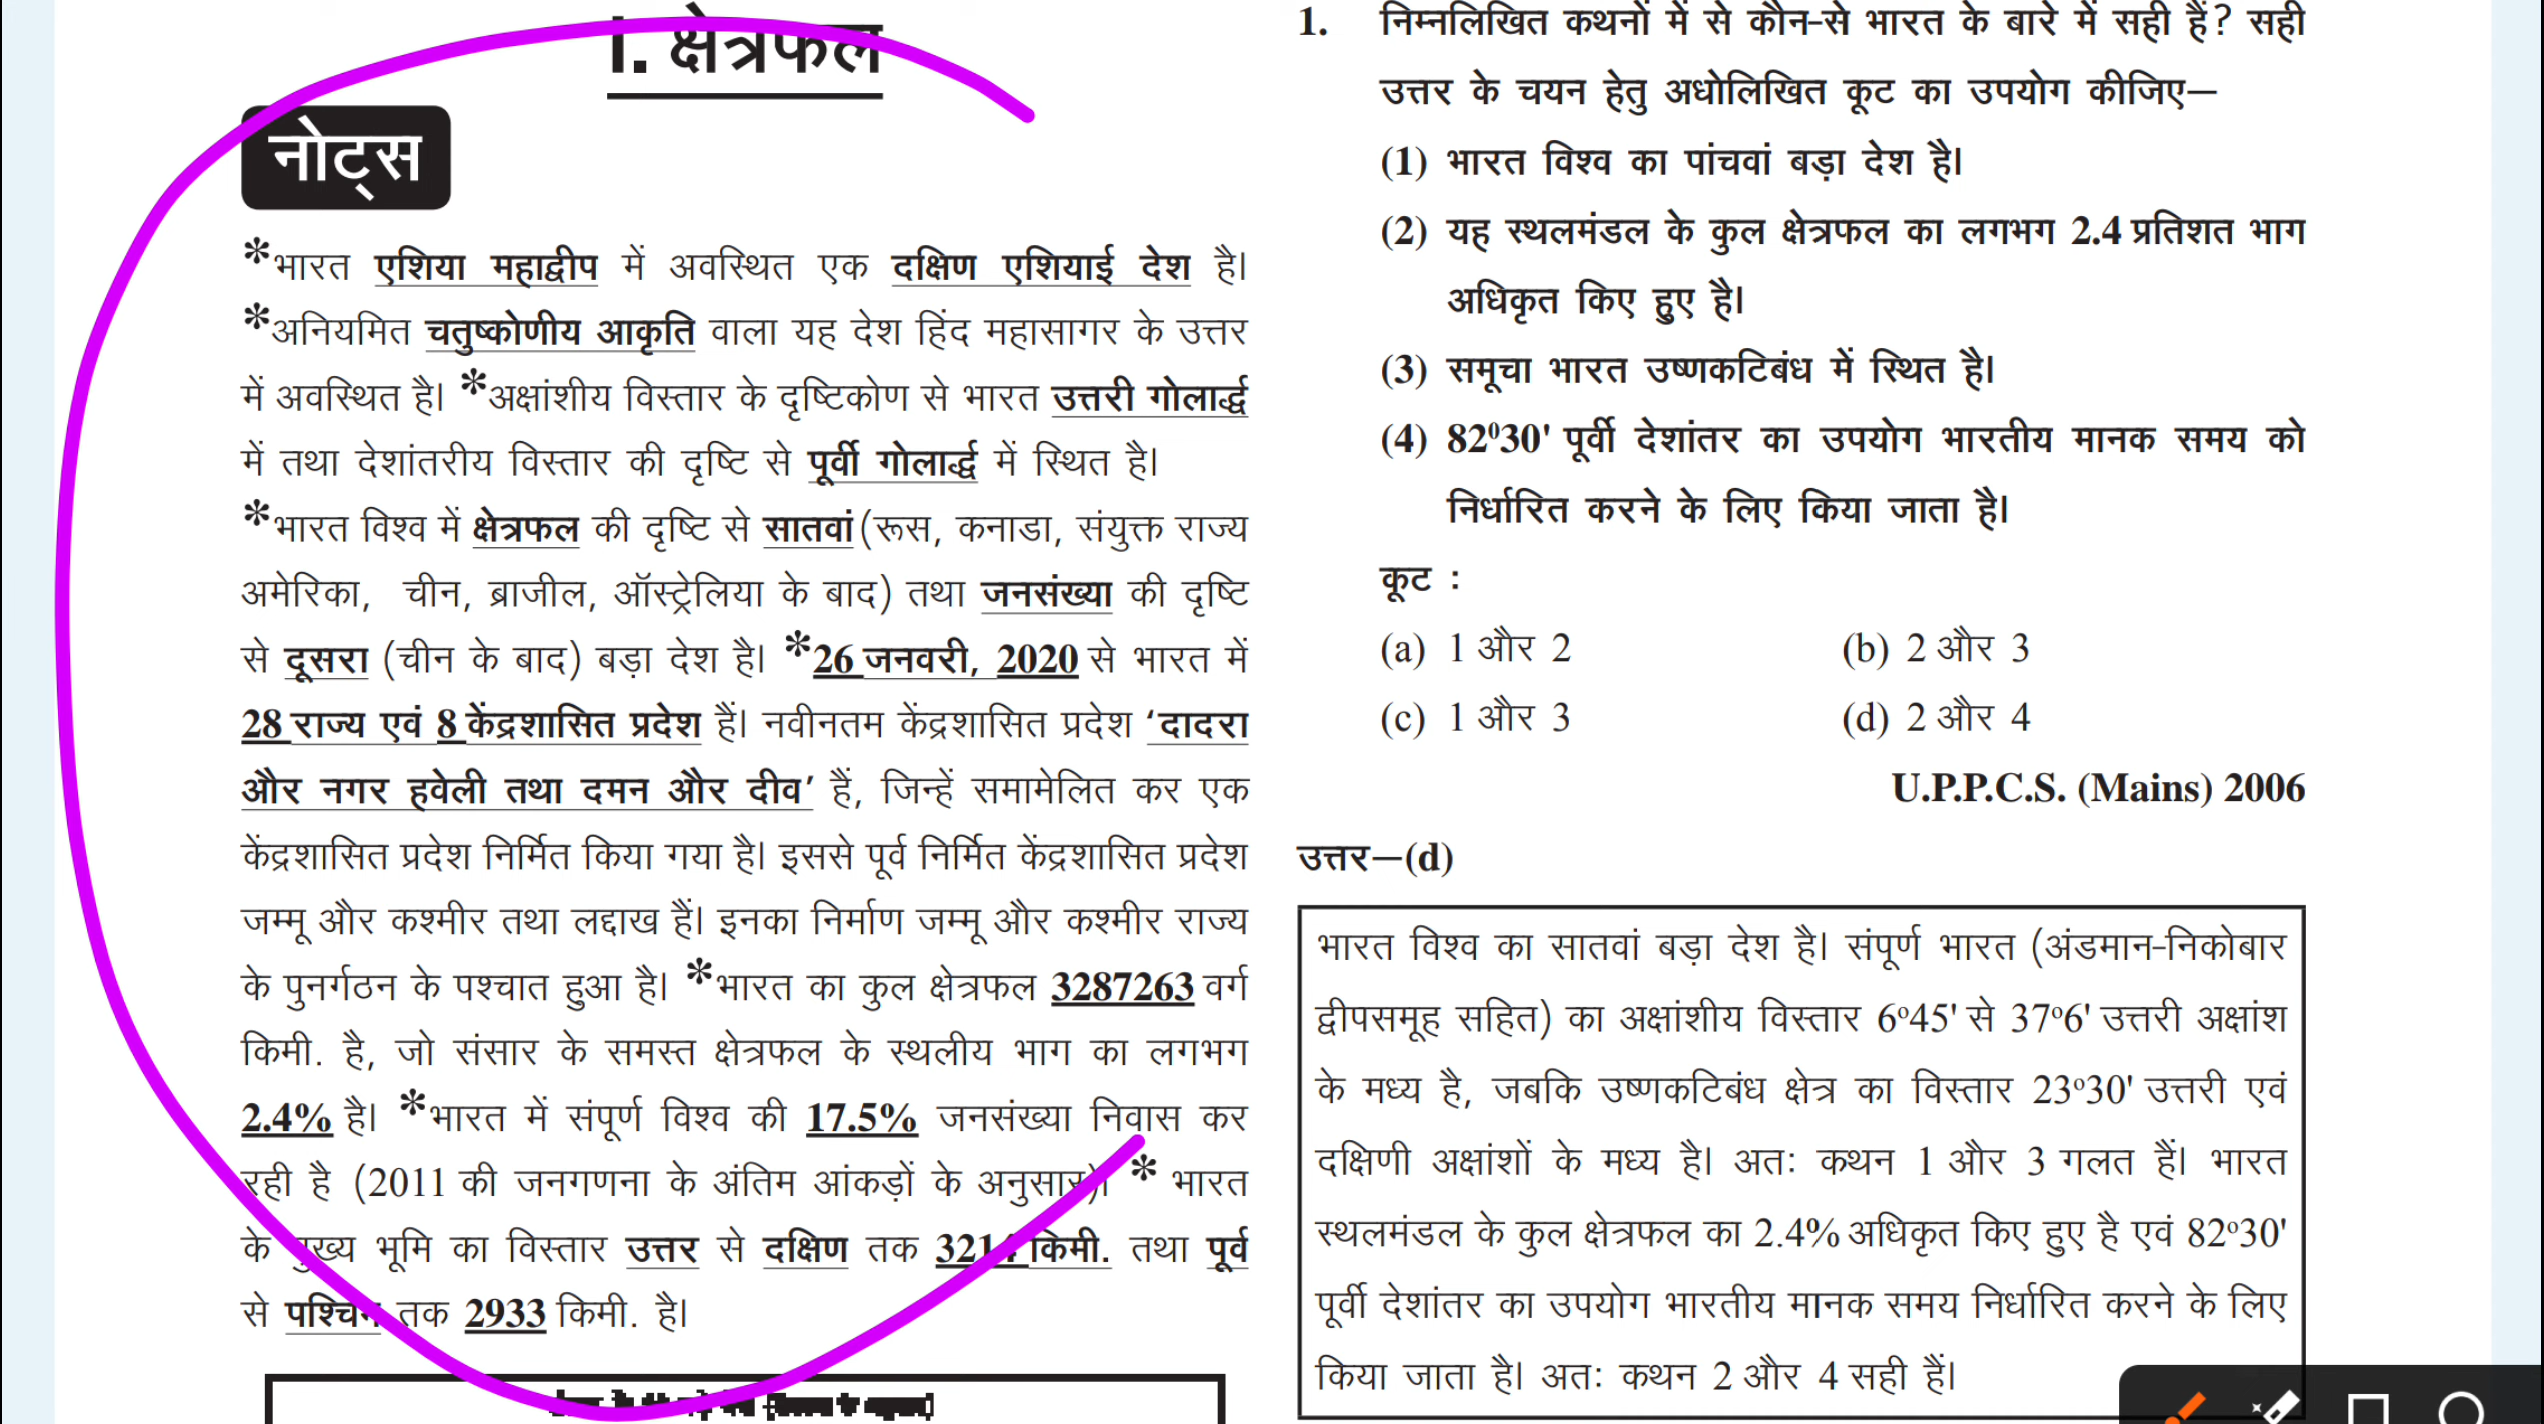 I. क्षेत्रफल
नोट्स
*भारत एशिया महाद्वीप में अवस्थित एक दक्षिण एशियाई देश है।
*अनियमित चतुष्कोणीय आकृति वाला यह देश हिंद महासागर के उत्तर
में अवस्थित है। *अक्षांशीय विस्तार के दृष्टिकोण से भारत उत्तरी गोलार्द्ध
में तथा देशांतरीय विस्तार की दृष्टि से पूर्वी गोलार्द्ध में स्थित है।
*भारत विश्व में क्षेत्रफल की दृष्टि से सातवां (रूस, कनाडा, संयुक्त राज्य
अमेरिका, चीन, ब्राजील, ऑस्ट्रेलिया के बाद) तथा जनसंख्या की दृष्टि
से दूसरा (चीन के बाद) बड़ा देश है। *26 जनवरी, 2020 से भारत में
28 राज्य एवं 8 केंद्रशासित प्रदेश हैं। नवीनतम केंद्रशासित प्रदेश ‘दादरा
और नगर हवेली तथा दमन और दीव’ हैं, जिन्हें समामेलित कर एक
केंद्रशासित प्रदेश निर्मित किया गया है। इससे पूर्व निर्मित केंद्रशासित प्रदेश
जम्मू और कश्मीर तथा लद्दाख हैं। इनका निर्माण जम्मू और कश्मीर राज्य
के पुनर्गठन के पश्चात हुआ है। *भारत का कुल क्षेत्रफल 3287263 वर्ग
किमी. है, जो संसार के समस्त क्षेत्रफल के स्थलीय भाग का लगभग
2.4% है। *भारत में संपूर्ण विश्व की 17.5% जनसंख्या निवास कर
रही है (2011 की जनगणना के अंतिम आंकड़ों के अनुसार)। * भारत
के मुख्य भूमि का विस्तार उत्तर से दक्षिण तक 3214 किमी. तथा पूर्व
से पश्चिम तक 2933 किमी. है।
1. निम्नलिखित कथनों में से कौन-से भारत के बारे में सही हैं? सही
उत्तर के चयन हेतु अधोलिखित कूट का उपयोग कीजिए—
(1) भारत विश्व का पांचवां बड़ा देश है।
(2) यह स्थलमंडल के कुल क्षेत्रफल का लगभग 2.4 प्रतिशत भाग
अधिकृत किए हुए है।
(3) समूचा भारत उष्णकटिबंध में स्थित है।
(4) 82⁰30' पूर्वी देशांतर का उपयोग भारतीय मानक समय को
निर्धारित करने के लिए किया जाता है।
कूट :
(a) 1 और 2 (b) 2 और 3
(c) 1 और 3 (d) 2 और 4
U.P.P.C.S. (Mains) 2006
उत्तर—(d)
भारत विश्व का सातवां बड़ा देश है। संपूर्ण भारत (अंडमान-निकोबार
द्वीपसमूह सहित) का अक्षांशीय विस्तार 6º45' से 37º6' उत्तरी अक्षांश
के मध्य है, जबकि उष्णकटिबंध क्षेत्र का विस्तार 23º30' उत्तरी एवं
दक्षिणी अक्षांशों के मध्य है। अतः कथन 1 और 3 गलत हैं। भारत
स्थलमंडल के कुल क्षेत्रफल का 2.4% अधिकृत किए हुए है एवं 82º30'
पूर्वी देशांतर का उपयोग भारतीय मानक समय निर्धारित करने के लिए
किया जाता है। अतः कथन 2 और 4 सही हैं।